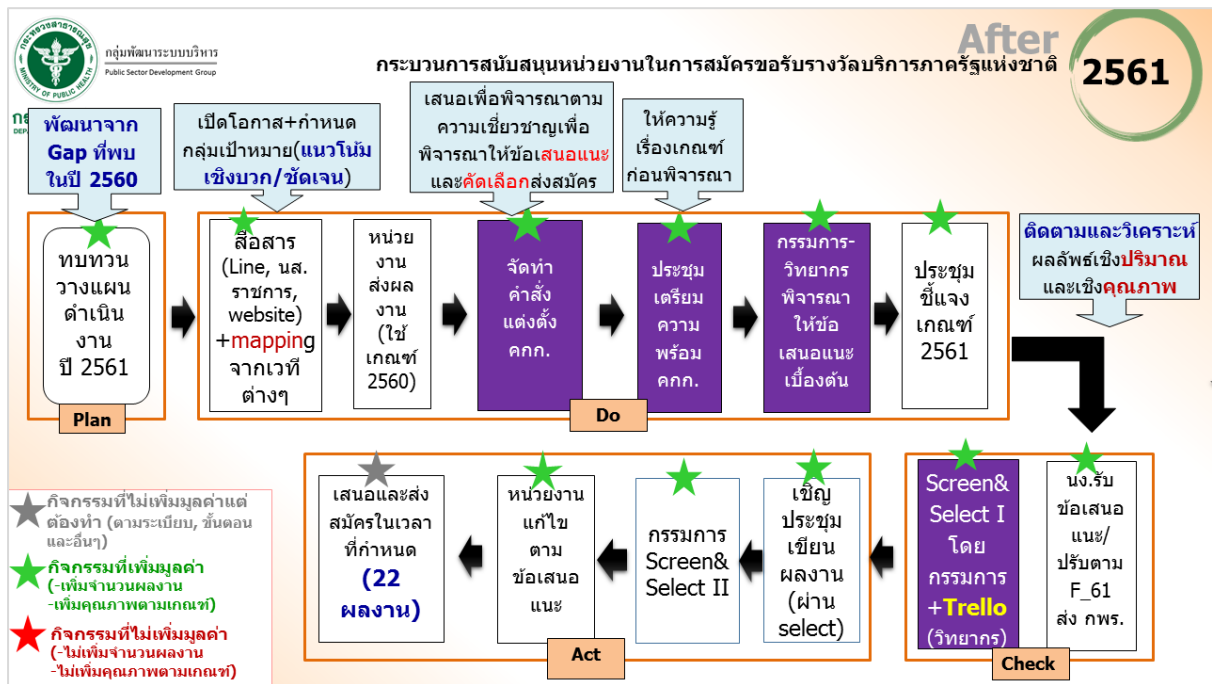 กระทรวงสาธารณสุข
MINISTRY OF PUBLIC HEALTH
กลุ่มพัฒนาระบบบริหาร
Public Sector Development Group
After
2561
กระบวนการสนับสนุนหน่วยงานในการสมัครขอรับรางวัลบริการภาครัฐแห่งชาติ
พัฒนาจาก
Gap ที่พบ
ในปี 2560
เปิดโอกาส+กำหนด
กลุ่มเป้าหมาย(แนวโน้ม
เชิงบวก/ชัดเจน)
เสนอเพื่อพิจารณาตาม
ความเชี่ยวชาญเพื่อ
พิจารณาให้ข้อเสนอแนะ
และคัดเลือกส่งสมัคร
ให้ความรู้
เรื่องเกณฑ์
ก่อนพิจารณา
ติดตามและวิเคราะห์
ผลลัพธ์เชิงปริมาณ
และเชิงคุณภาพ
ทบทวน
วางแผน
ดำเนิน
งาน
ปี 2561
Plan
สื่อสาร
(Line, นส.
ราชการ,
website)
+mapping
จากเวที
ต่างๆ
หน่วย
งาน
ส่งผล
งาน
(ใช้
เกณฑ์
2560)
จัดทำ
คำสั่ง
แต่งตั้ง
คกก.
ประชุม
เตรียม
ความ
พร้อม
คกก.
กรรมการ-
วิทยากร
พิจารณา
ให้ข้อ
เสนอแนะ
เบื้องต้น
ประชุม
ชี้แจง
เกณฑ์
2561
Do
นง.รับ
ข้อเสนอ
แนะ/
ปรับตาม
F_61
ส่ง กพร.
Screen&
Select I
โดย
กรรมการ
+Trello
(วิทยากร)
Check
เชิญ
ประชุม
เขียน
ผลงาน
(ผ่าน
select)
กรรมการ
Screen&
Select II
หน่วยงาน
แก้ไข
ตาม
ข้อเสนอ
แนะ
เสนอและส่ง
สมัครในเวลา
ที่กำหนด
(22
ผลงาน)
Act
กิจกรรมที่ไม่เพิ่มมูลค่าแต่
ต้องทำ (ตามระเบียบ, ขั้นตอน
และอื่นๆ)
กิจกรรมที่เพิ่มมูลค่า
(-เพิ่มจำนวนผลงาน
-เพิ่มคุณภาพตามเกณฑ์)
กิจกรรมที่ไม่เพิ่มมูลค่า
(-ไม่เพิ่มจำนวนผลงาน
-ไม่เพิ่มคุณภาพตามเกณฑ์)